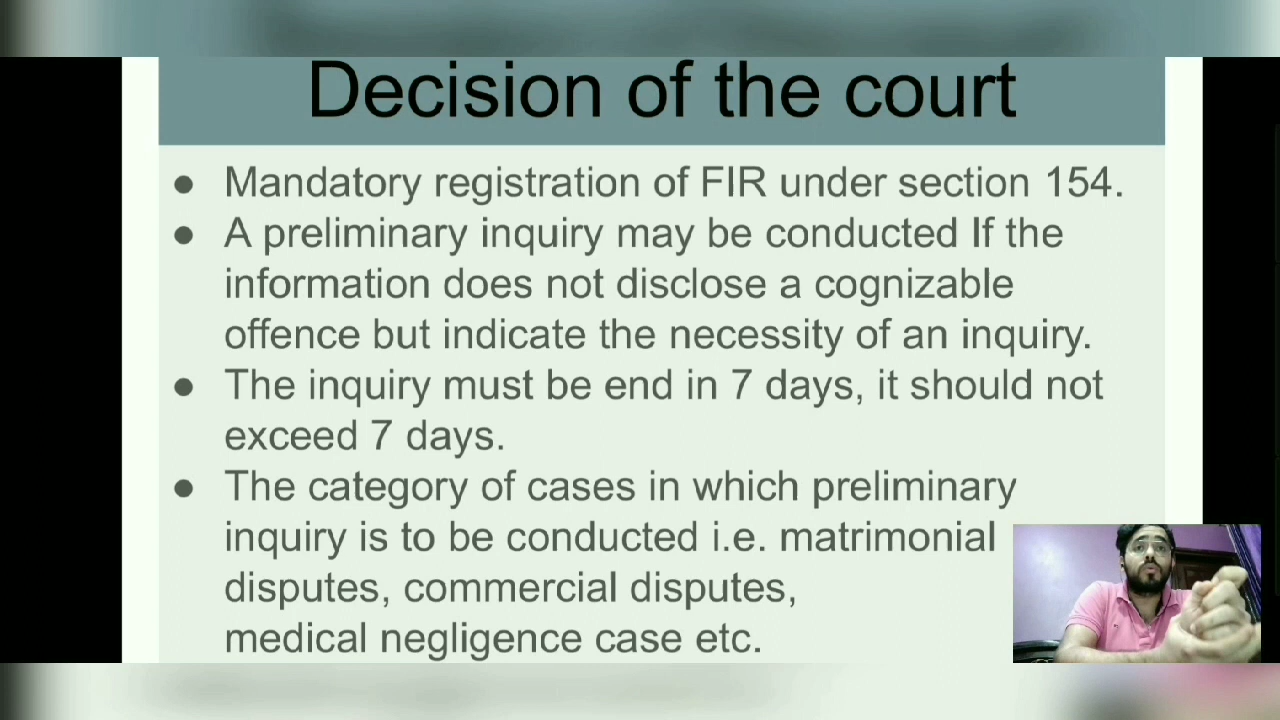 Decision of the court
● Mandatory registration of FIR under section 154.
● A preliminary inquiry may be conducted If the
information does not disclose a cognizable
offence but indicate the necessity of an inquiry.
● The inquiry must be end in 7 days, it should not
exceed 7 days.
● The category of cases in which preliminary
inquiry is to be conducted i.e. matrimonial
disputes, commercial disputes,
medical negligence case etc.